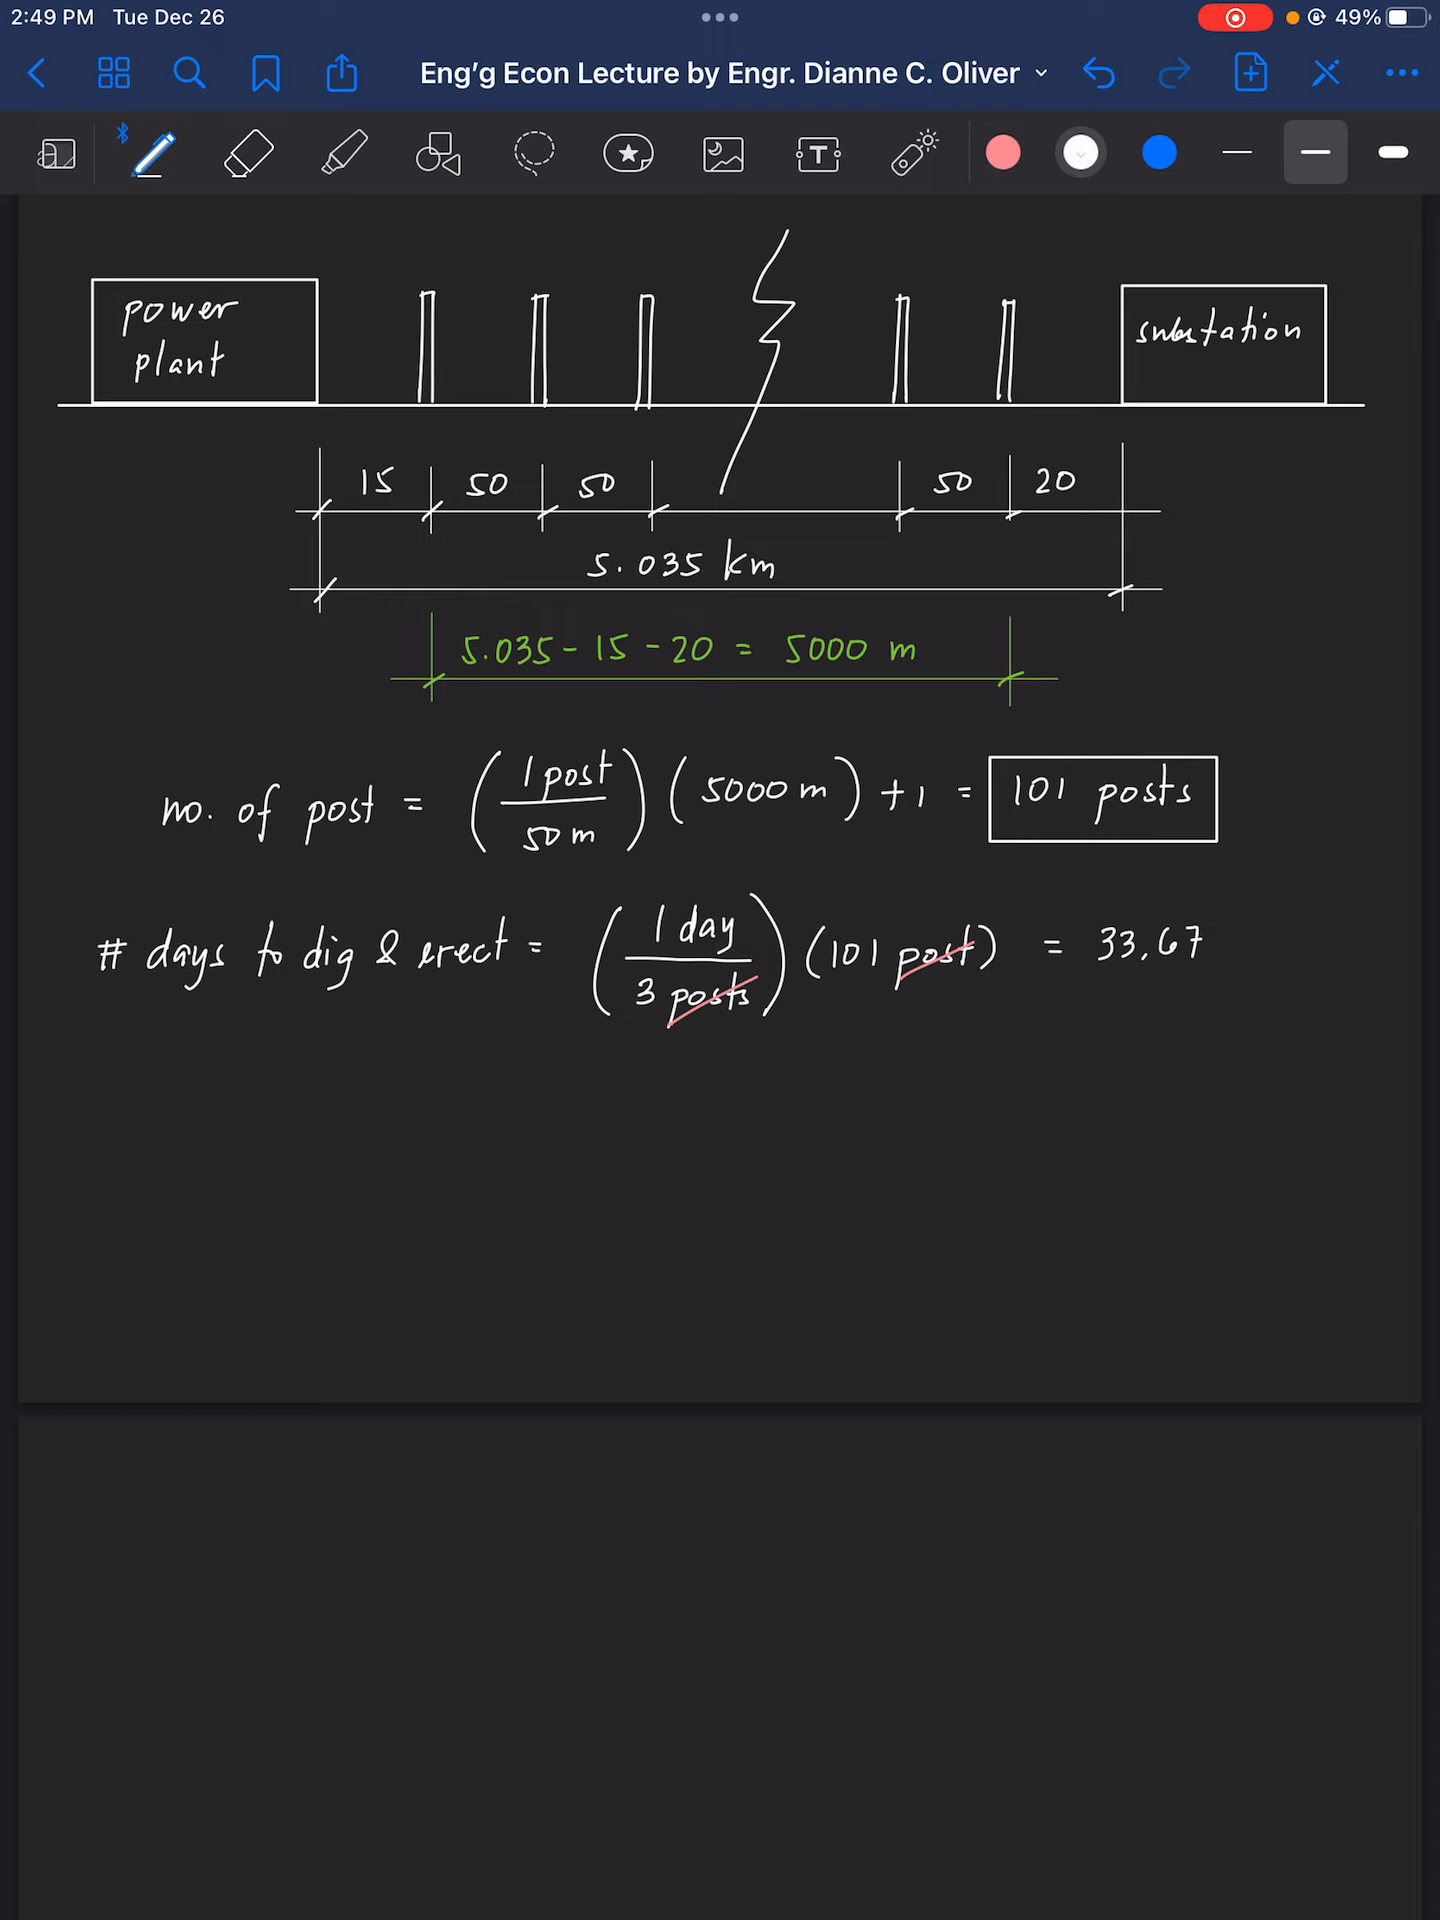 2:49 PM Tue Dec 26
49%
Eng'g Econ Lecture by Engr. Dianne C. Oliver
power
plant
substation
15 50 50 50 20
5.035 km
5.035 - 15 - 20 = 5000 m
no. of post = (1 post / 50 m) (5000 m) + 1 = 101 posts
# days to dig & erect = (1 day / 3 posts) (101 post) = 33.67